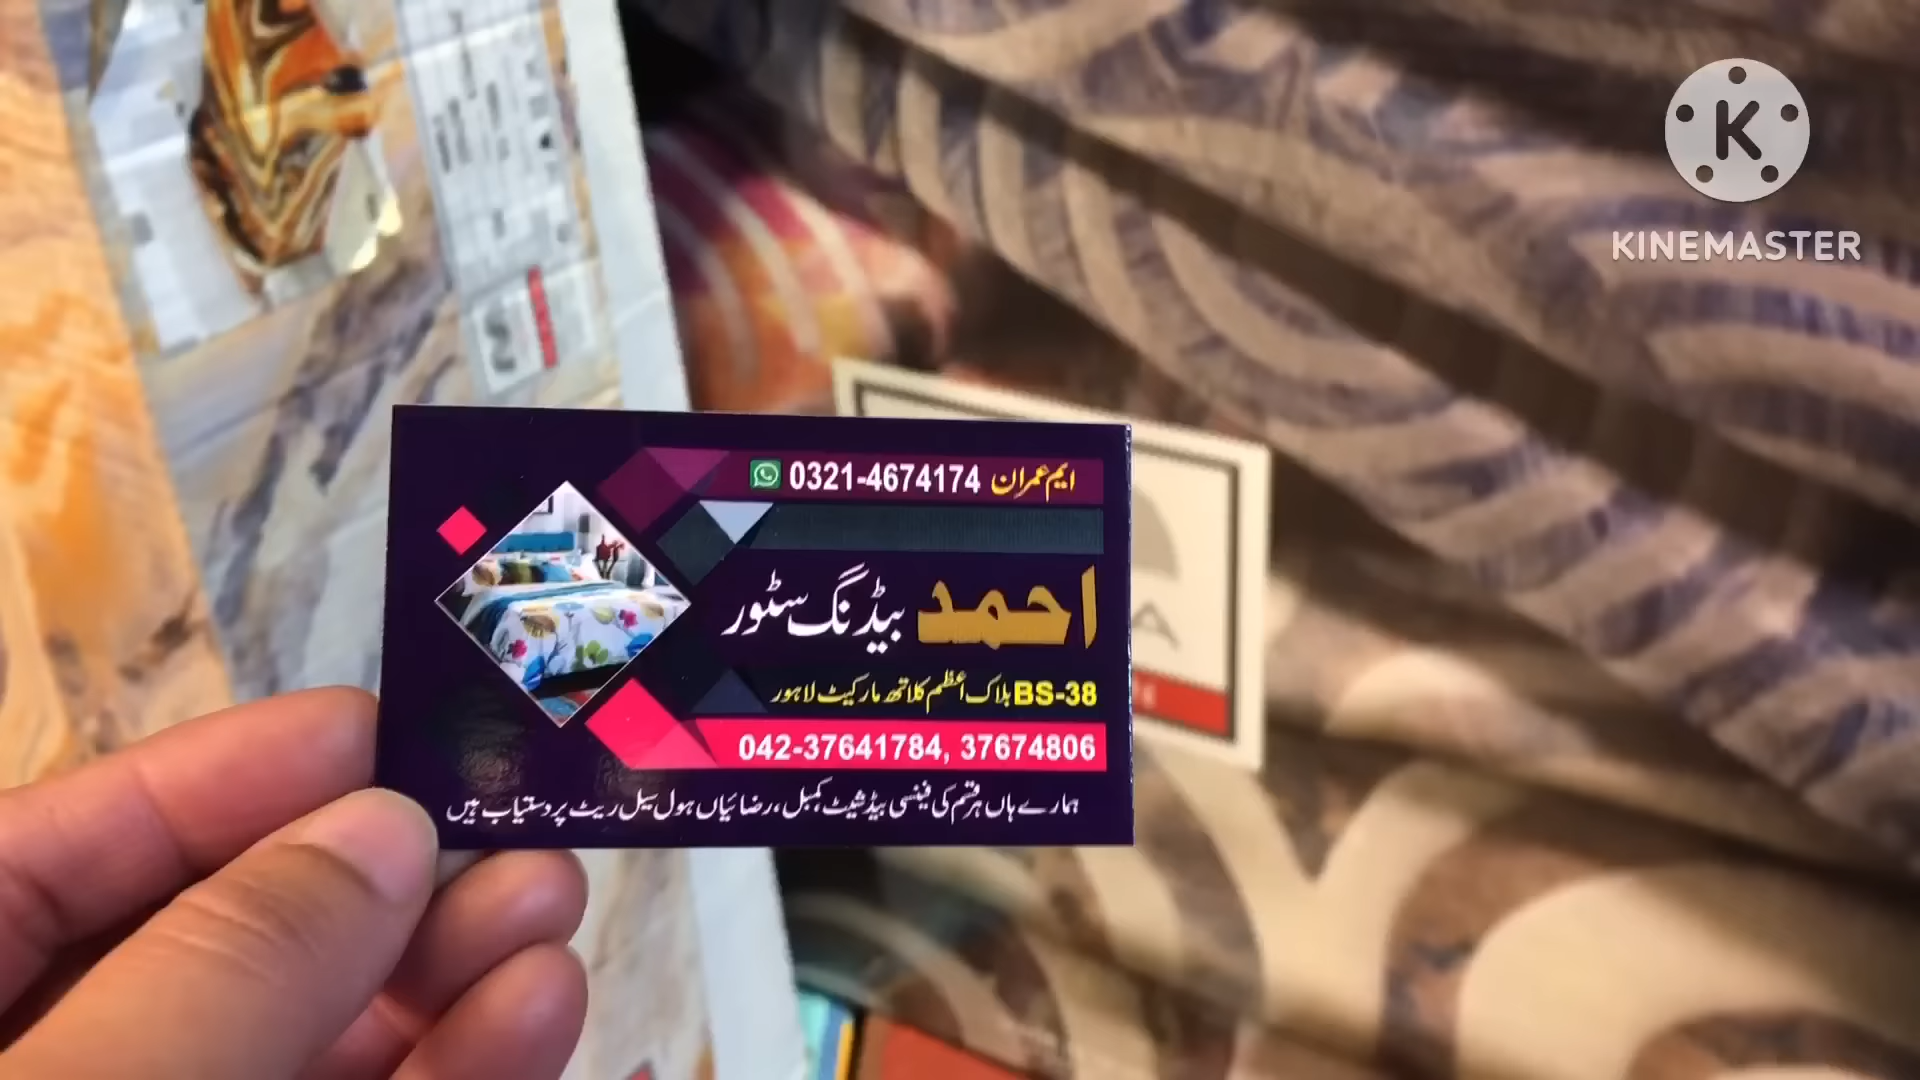 KINEMASTER
ایم عمران 0321-4674174
احمد بیڈنگ سٹور
BS-38 بلاک اعظم کلاتھ مارکیٹ لاہور
042-37641784, 37674806
ہمارے ہاں ہر قسم کی فینسی بیڈ شیٹ، کمبل، رضائیاں ہول سیل ریٹ پر دستیاب ہیں